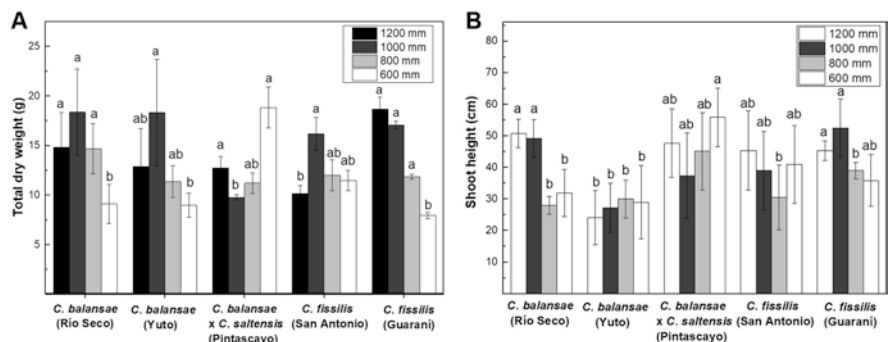 A
B
1200 mm
1000 mm
800 mm
600 mm
1200 mm
1000 mm
800 mm
600 mm
Total dry weight (g)
25
20
15
10
5
a a a b
ab a ab b
a b ab a
b a ab ab
a a ab b
C. balansae
(Río Seco)
C. balansae
(Yuto)
C. balansae
x C. saltensis
(Pintascayo)
C. fissilis
(San Antonio)
C. fissilis
(Guarani)
Shoot height (cm)
80
70
60
50
40
30
20
10
0
a a b b
b b b b
ab ab ab a
ab ab b ab
a a b b
C. balansae
(Río Seco)
C. balansae
(Yuto)
C. balansae
x C. saltensis
(Pintascayo)
C. fissilis
(San Antonio)
C. fissilis
(Guarani)